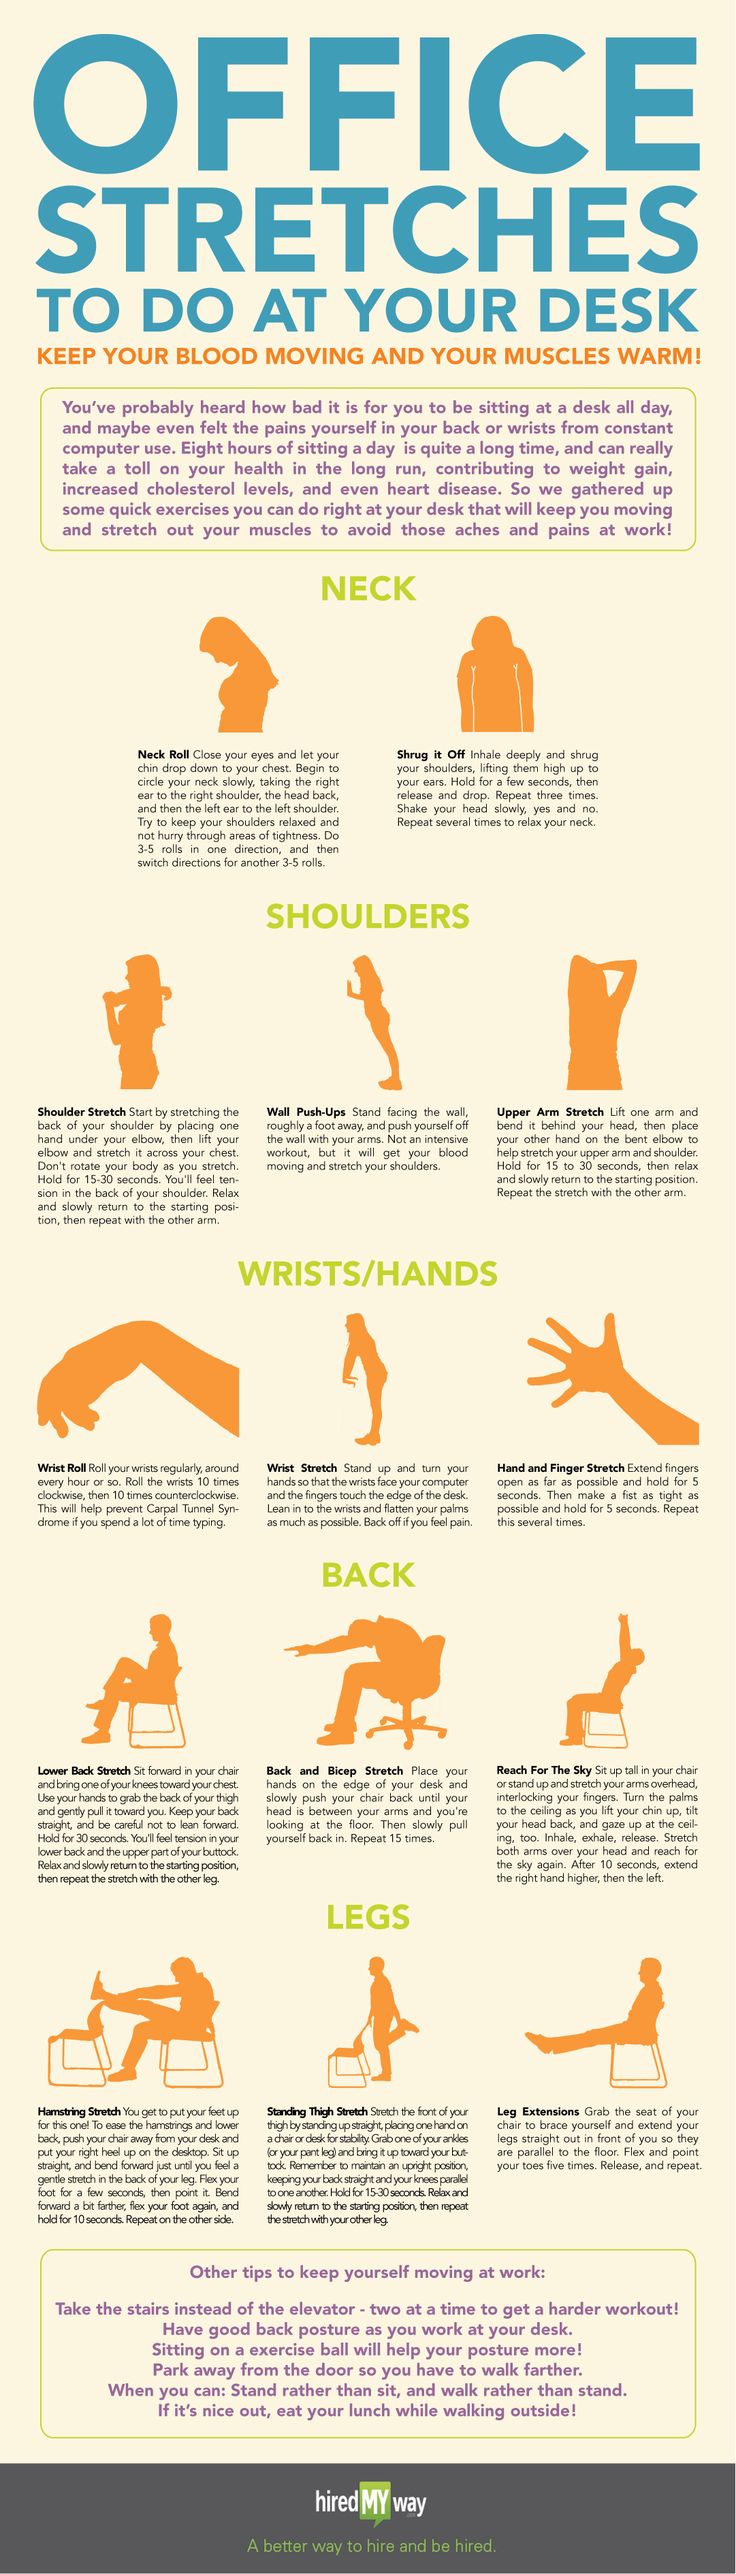 OFFICE
STRETCHES
TO DO AT YOUR DESK
KEEP YOUR BLOOD MOVING AND YOUR MUSCLES WARM!
You've probably heard how bad it is for you to be sitting at a desk all day,
and maybe even felt the pains yourself in your back or wrists from constant
computer use. Eight hours of sitting a day is quite a long time, and can really
take a toll on your health in the long run, contributing to weight gain,
increased cholesterol levels, and even heart disease. So we gathered up
some quick exercises you can do right at your desk that will keep you moving
and stretch out your muscles to avoid those aches and pains at work!
NECK
Neck Roll Close your eyes and let your
chin drop down to your chest. Begin to
circle your neck slowly, taking the right
ear to the right shoulder, the head back,
and then the left ear to the left shoulder.
Try to keep your shoulders relaxed and
not hurry through areas of tightness. Do
3-5 rolls in one direction, and then
switch directions for another 3-5 rolls.
Shrug it Off Inhale deeply and shrug
your shoulders, lifting them high up to
your ears. Hold for a few seconds, then
release and drop. Repeat three times.
Shake your head slowly, yes and no.
Repeat several times to relax your neck.
SHOULDERS
Shoulder Stretch Start by stretching the
back of your shoulder by placing one
hand under your elbow, then lift your
elbow and stretch it across your chest.
Don't rotate your body as you stretch.
Hold for 15-30 seconds. You'll feel ten-
sion in the back of your shoulder. Relax
and slowly return to the starting posi-
tion, then repeat with the other arm.
Wall Push-Ups Stand facing the wall,
roughly a foot away, and push yourself off
the wall with your arms. Not an intensive
workout, but it will get your blood
moving and stretch your shoulders.
Upper Arm Stretch Lift one arm and
bend it behind your head, then place
your other hand on the bent elbow to
help stretch your upper arm and shoulder.
Hold for 15 to 30 seconds, then relax
and slowly return to the starting position.
Repeat the stretch with the other arm.
WRISTS/HANDS
Wrist Roll Roll your wrists regularly, around
every hour or so. Roll the wrists 10 times
clockwise, then 10 times counterclockwise.
This will help prevent Carpal Tunnel Syn-
drome if you spend a lot of time typing.
Wrist Stretch Stand up and turn your
hands so that the wrists face your computer
and the fingers touch the edge of the desk.
Lean in to the wrists and flatten your palms
as much as possible. Back off if you feel pain.
Hand and Finger Stretch Extend fingers
open as far as possible and hold for 5
seconds. Then make a fist as tight as
possible and hold for 5 seconds. Repeat
this several times.
BACK
Lower Back Stretch Sit forward in your chair
and bring one of your knees toward your chest.
Use your hands to grab the back of your thigh
and gently pull it toward you. Keep your back
straight, and be careful not to lean forward.
Hold for 30 seconds. You'll feel tension in your
lower back and the upper part of your buttock.
Relax and slowly return to the starting position,
then repeat the stretch with the other leg.
Back and Bicep Stretch Place your
hands on the edge of your desk and
slowly push your chair back until your
head is between your arms and you're
looking at the floor. Then slowly pull
yourself back in. Repeat 15 times.
Reach For The Sky Sit up tall in your chair
or stand up and stretch your arms overhead,
interlocking your fingers. Turn the palms
to the ceiling as you lift your chin up, tilt
your head back, and gaze up at the ceil-
ing, too. Inhale, exhale, release. Stretch
both arms over your head and reach for
the sky again. After 10 seconds, extend
the right hand higher, then the left.
LEGS
Hamstring Stretch You get to put your feet up
for this one! To ease the hamstrings and lower
back, push your chair away from your desk and
put your right heel up on the desktop. Sit up
straight, and bend forward just until you feel a
gentle stretch in the back of your leg. Flex your
foot for a few seconds, then point it. Bend
forward a bit farther, flex your foot again, and
hold for 10 seconds. Repeat on the other side.
Standing Thigh Stretch Stretch the front of your
thigh by standing up straight, placing one hand on
a chair or desk for stability. Grab one of your ankles
(or your pant leg) and bring it up toward your but-
tock. Remember to maintain an upright position,
keeping your back straight and your knees parallel
to one another. Hold for 15-30 seconds. Relax and
slowly return to the starting position, then repeat
the stretch with your other leg.
Leg Extensions Grab the seat of your
chair to brace yourself and extend your
legs straight out in front of you so they
are parallel to the floor. Flex and point
your toes five times. Release, and repeat.
Other tips to keep yourself moving at work:
Take the stairs instead of the elevator - two at a time to get a harder workout!
Have good back posture as you work at your desk.
Sitting on a exercise ball will help your posture more!
Park away from the door so you have to walk farther.
When you can: Stand rather than sit, and walk rather than stand.
If it's nice out, eat your lunch while walking outside!
hired MY way
A better way to hire and be hired.